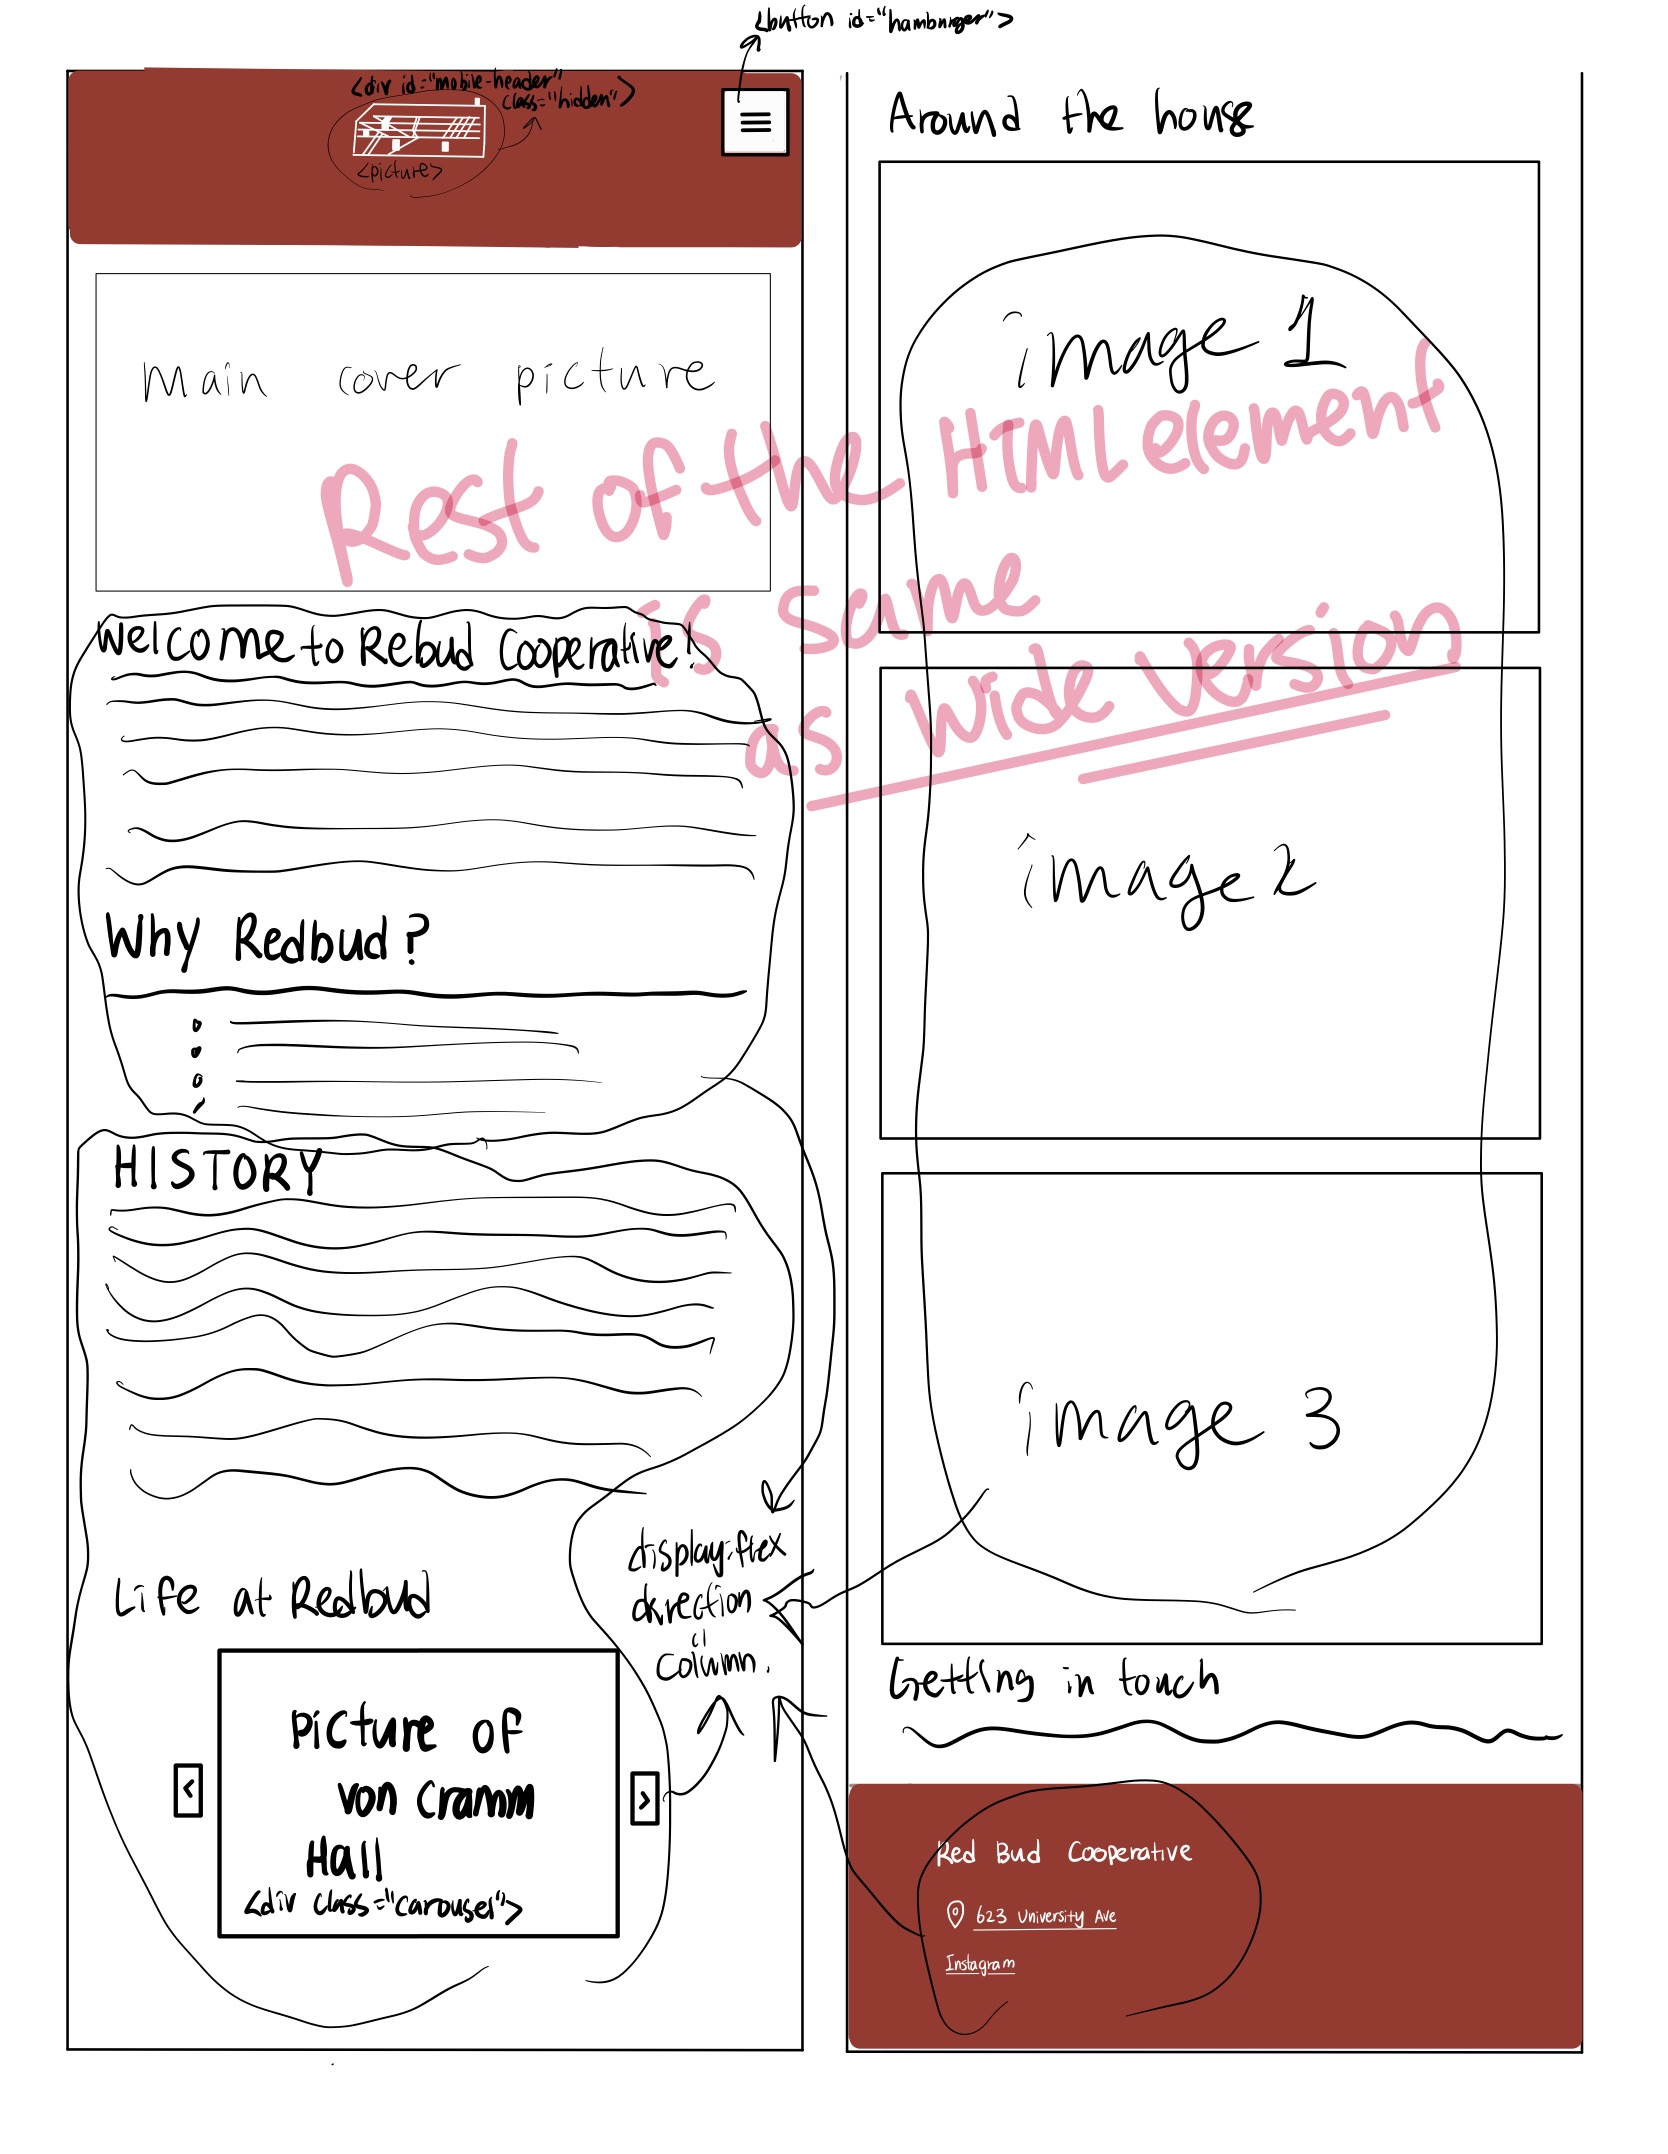 <button id="hamburger">
<div id="mobile-header"
class="hidden">
<picture>
main cover picture
Welcome to Rebud Cooperative!
Why Redbud?
HISTORY
Life at Redbud
<
picture of
von Cramm
Hall
<div class="carousel">
>
display:flex
direction
column.
Around the house
image 1
image 2
image 3
Getting in touch
Red Bud Cooperative
623 University Ave
Instagram
Rest of the HTML element
is same
as wide version